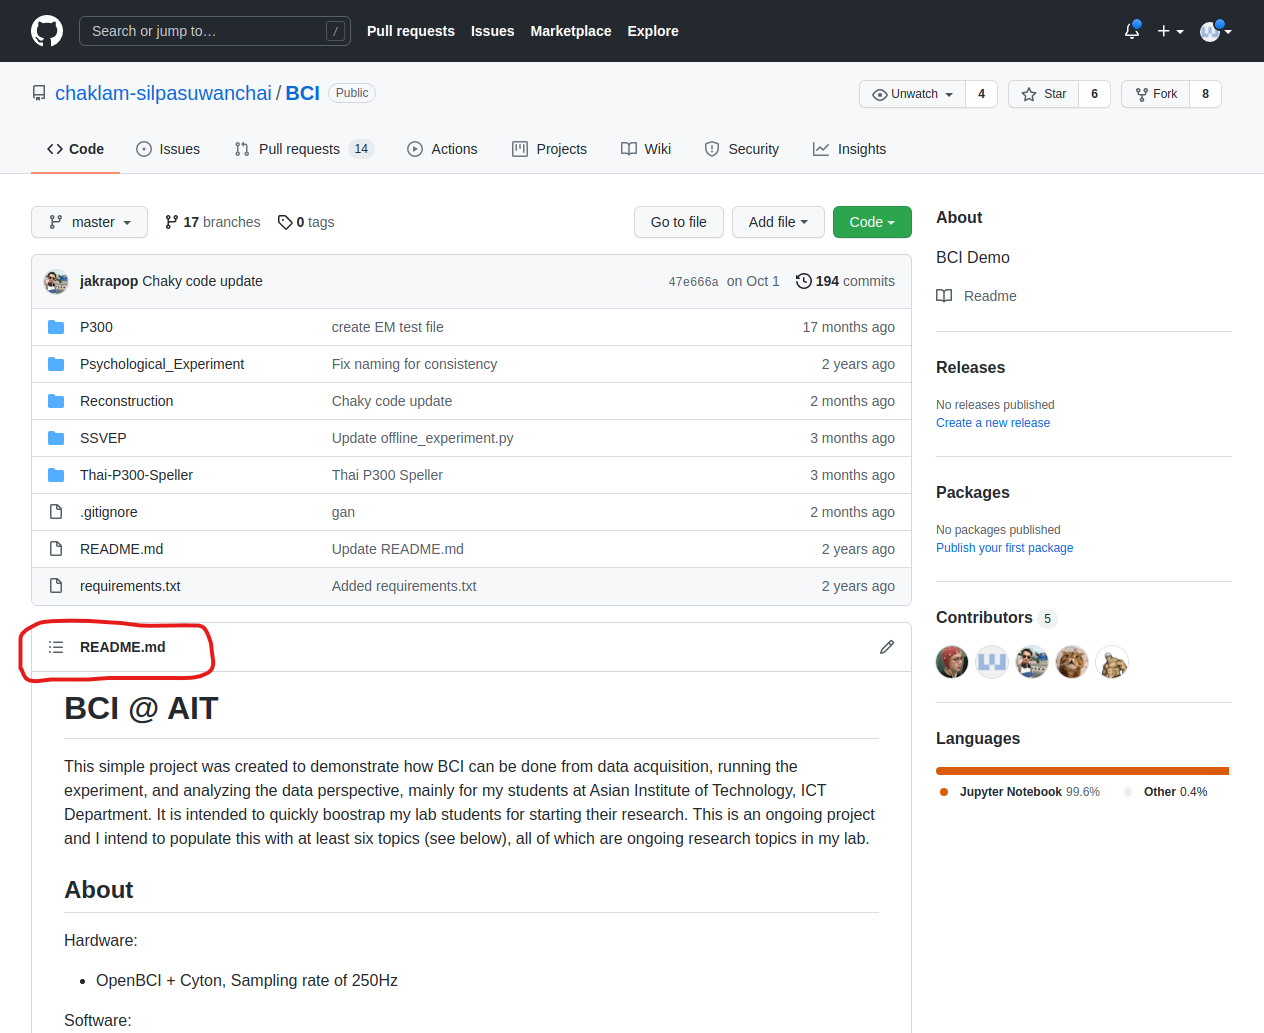 Search or jump to… /
Pull requests Issues Marketplace Explore
chaklam-silpasuwanchai / BCI Public
Unwatch 4 Star 6 Fork 8
Code Issues Pull requests 14 Actions Projects Wiki Security Insights
master 17 branches 0 tags Go to file Add file Code
jakrapop Chaky code update 47e666a on Oct 1 194 commits
P300 create EM test file 17 months ago
Psychological_Experiment Fix naming for consistency 2 years ago
Reconstruction Chaky code update 2 months ago
SSVEP Update offline_experiment.py 3 months ago
Thai-P300-Speller Thai P300 Speller 3 months ago
.gitignore gan 2 months ago
README.md Update README.md 2 years ago
requirements.txt Added requirements.txt 2 years ago
README.md
BCI @ AIT
This simple project was created to demonstrate how BCI can be done from data acquisition, running the
experiment, and analyzing the data perspective, mainly for my students at Asian Institute of Technology, ICT
Department. It is intended to quickly boostrap my lab students for starting their research. This is an ongoing project
and I intend to populate this with at least six topics (see below), all of which are ongoing research topics in my lab.
About
Hardware:
OpenBCI + Cyton, Sampling rate of 250Hz
Software:
About
BCI Demo
Readme
Releases
No releases published
Create a new release
Packages
No packages published
Publish your first package
Contributors 5
Languages
Jupyter Notebook 99.6% Other 0.4%